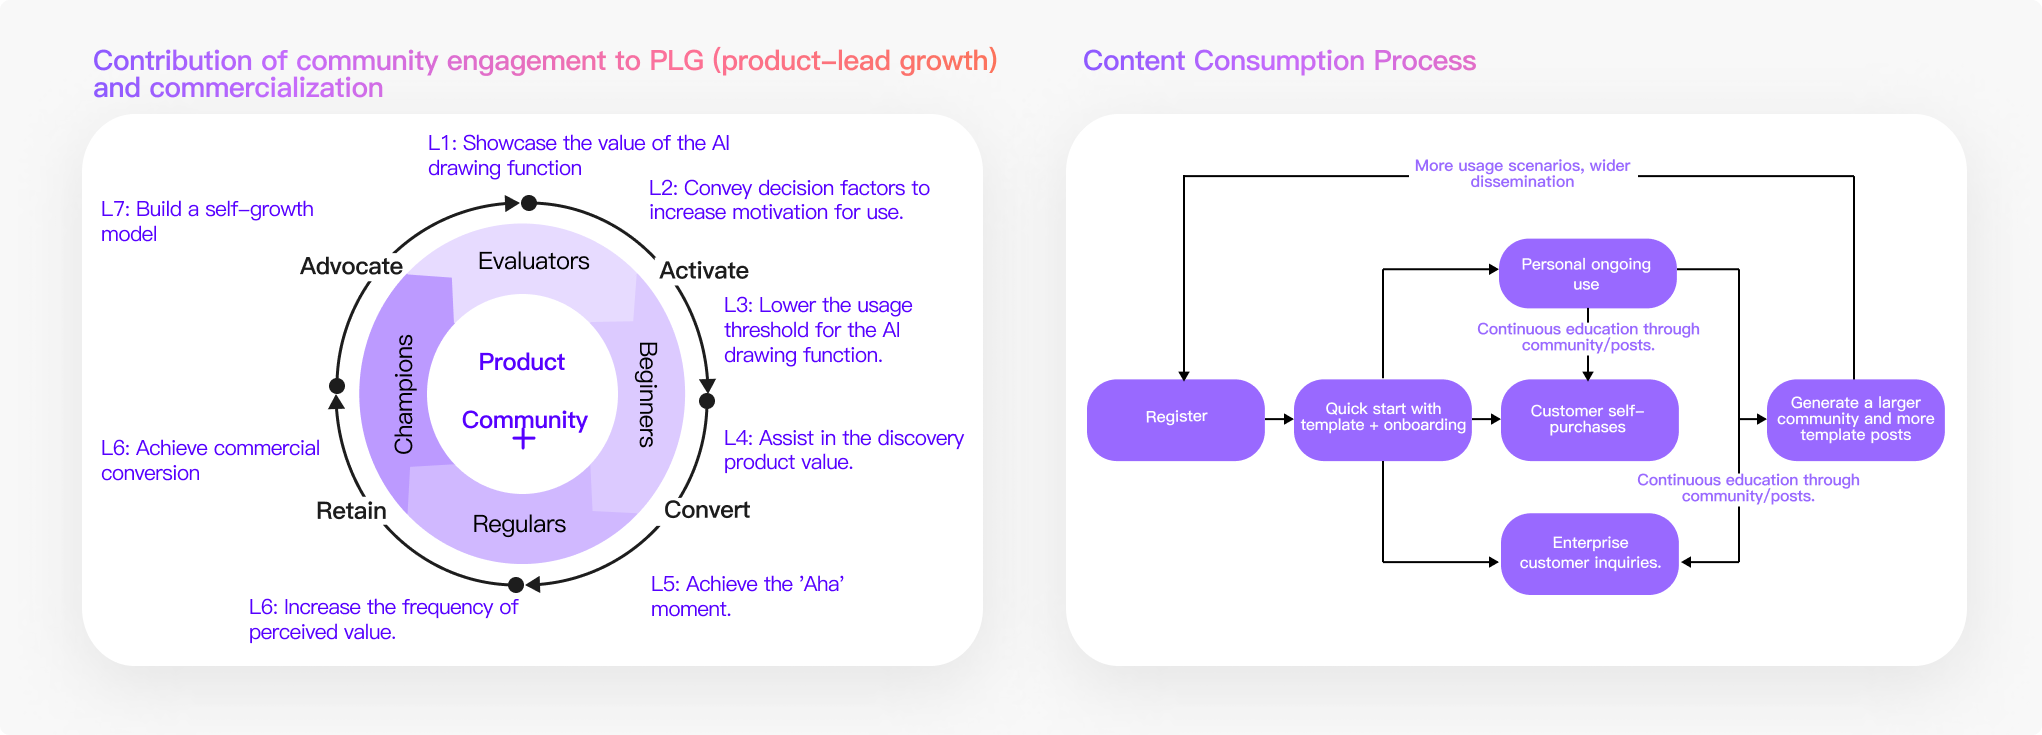 Contribution of community engagement to PLG (product-lead growth)
and commercialization
L1: Showcase the value of the AI
drawing function
L2: Convey decision factors to
increase motivation for use.
L7: Build a self-growth
model
Advocate
Evaluators
Activate
L3: Lower the usage
threshold for the AI
drawing function.
Champions
Product
Community
+
Beginners
L4: Assist in the discovery
product value.
L6: Achieve commercial
conversion
Retain
Regulars
Convert
L5: Achieve the 'Aha'
moment.
L6: Increase the frequency of
perceived value.
Content Consumption Process
More usage scenarios, wider
dissemination
Personal ongoing
use
Continuous education through
community/posts.
Register
Quick start with
template + onboarding
Customer self-
purchases
Generate a larger
community and more
template posts
Continuous education through
community/posts.
Enterprise
customer inquiries.